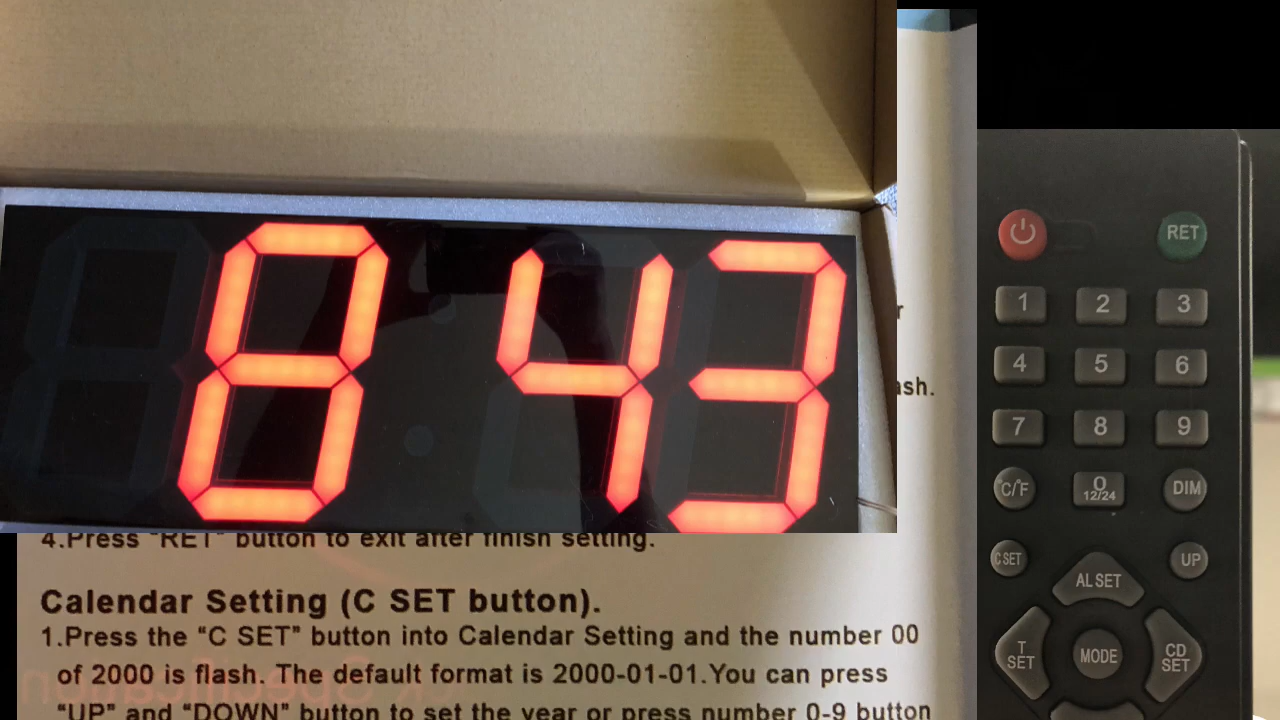 8 43
r
ash.
4.Press "RET" button to exit after finish setting.
Calendar Setting (C SET button).
1.Press the "C SET" button into Calendar Setting and the number 00
of 2000 is flash. The default format is 2000-01-01.You can press
"UP" and "DOWN" button to set the year or press number 0-9 button
RET
1 2 3
4 5 6
7 8 9
°C/°F 0 DIM
12/24
C SET UP
AL SET
T
SET
MODE
CD
SET